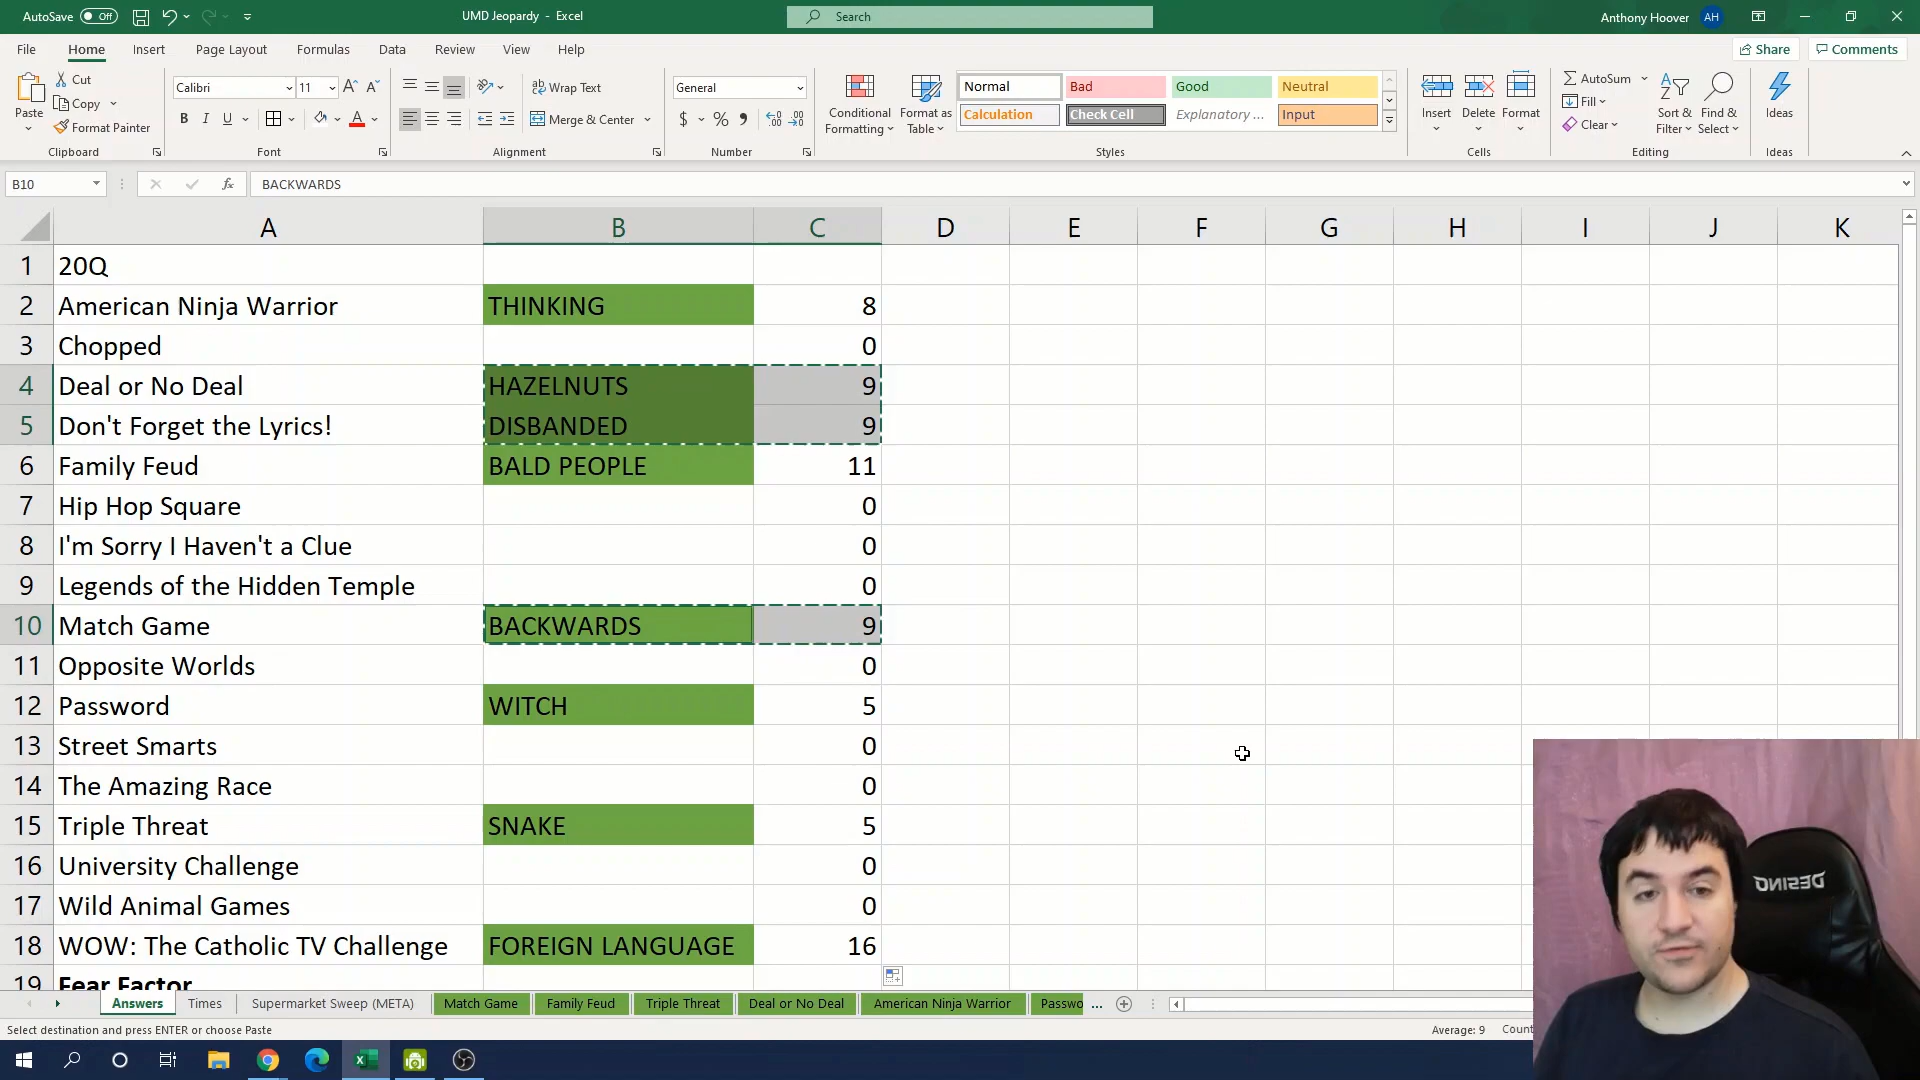 AutoSave Off UMD Jeopardy - Excel Search Anthony Hoover AH
File Home Insert Page Layout Formulas Data Review View Help Share Comments
Paste Cut Copy Format Painter Clipboard
Calibri 11 A A B I U A Font
Wrap Text Merge & Center Alignment
General $ % Number
Conditional Formatting Format as Table
Normal Bad Good Neutral
Calculation Check Cell Explanatory ... Input
Styles
Insert Delete Format Cells
AutoSum Fill Clear Sort & Filter Find & Select Editing
Ideas Ideas
B10 fx BACKWARDS
A B C D E F G H I J K
1 20Q
2 American Ninja Warrior THINKING 8
3 Chopped 0
4 Deal or No Deal HAZELNUTS 9
5 Don't Forget the Lyrics! DISBANDED 9
6 Family Feud BALD PEOPLE 11
7 Hip Hop Square 0
8 I'm Sorry I Haven't a Clue 0
9 Legends of the Hidden Temple 0
10 Match Game BACKWARDS 9
11 Opposite Worlds 0
12 Password WITCH 5
13 Street Smarts 0
14 The Amazing Race 0
15 Triple Threat SNAKE 5
16 University Challenge 0
17 Wild Animal Games 0
18 WOW: The Catholic TV Challenge FOREIGN LANGUAGE 16
19 Fear Factor
Answers Times Supermarket Sweep (META) Match Game Family Feud Triple Threat Deal or No Deal American Ninja Warrior Passwo ...
Select destination and press ENTER or choose Paste Average: 9 Count
DESINO